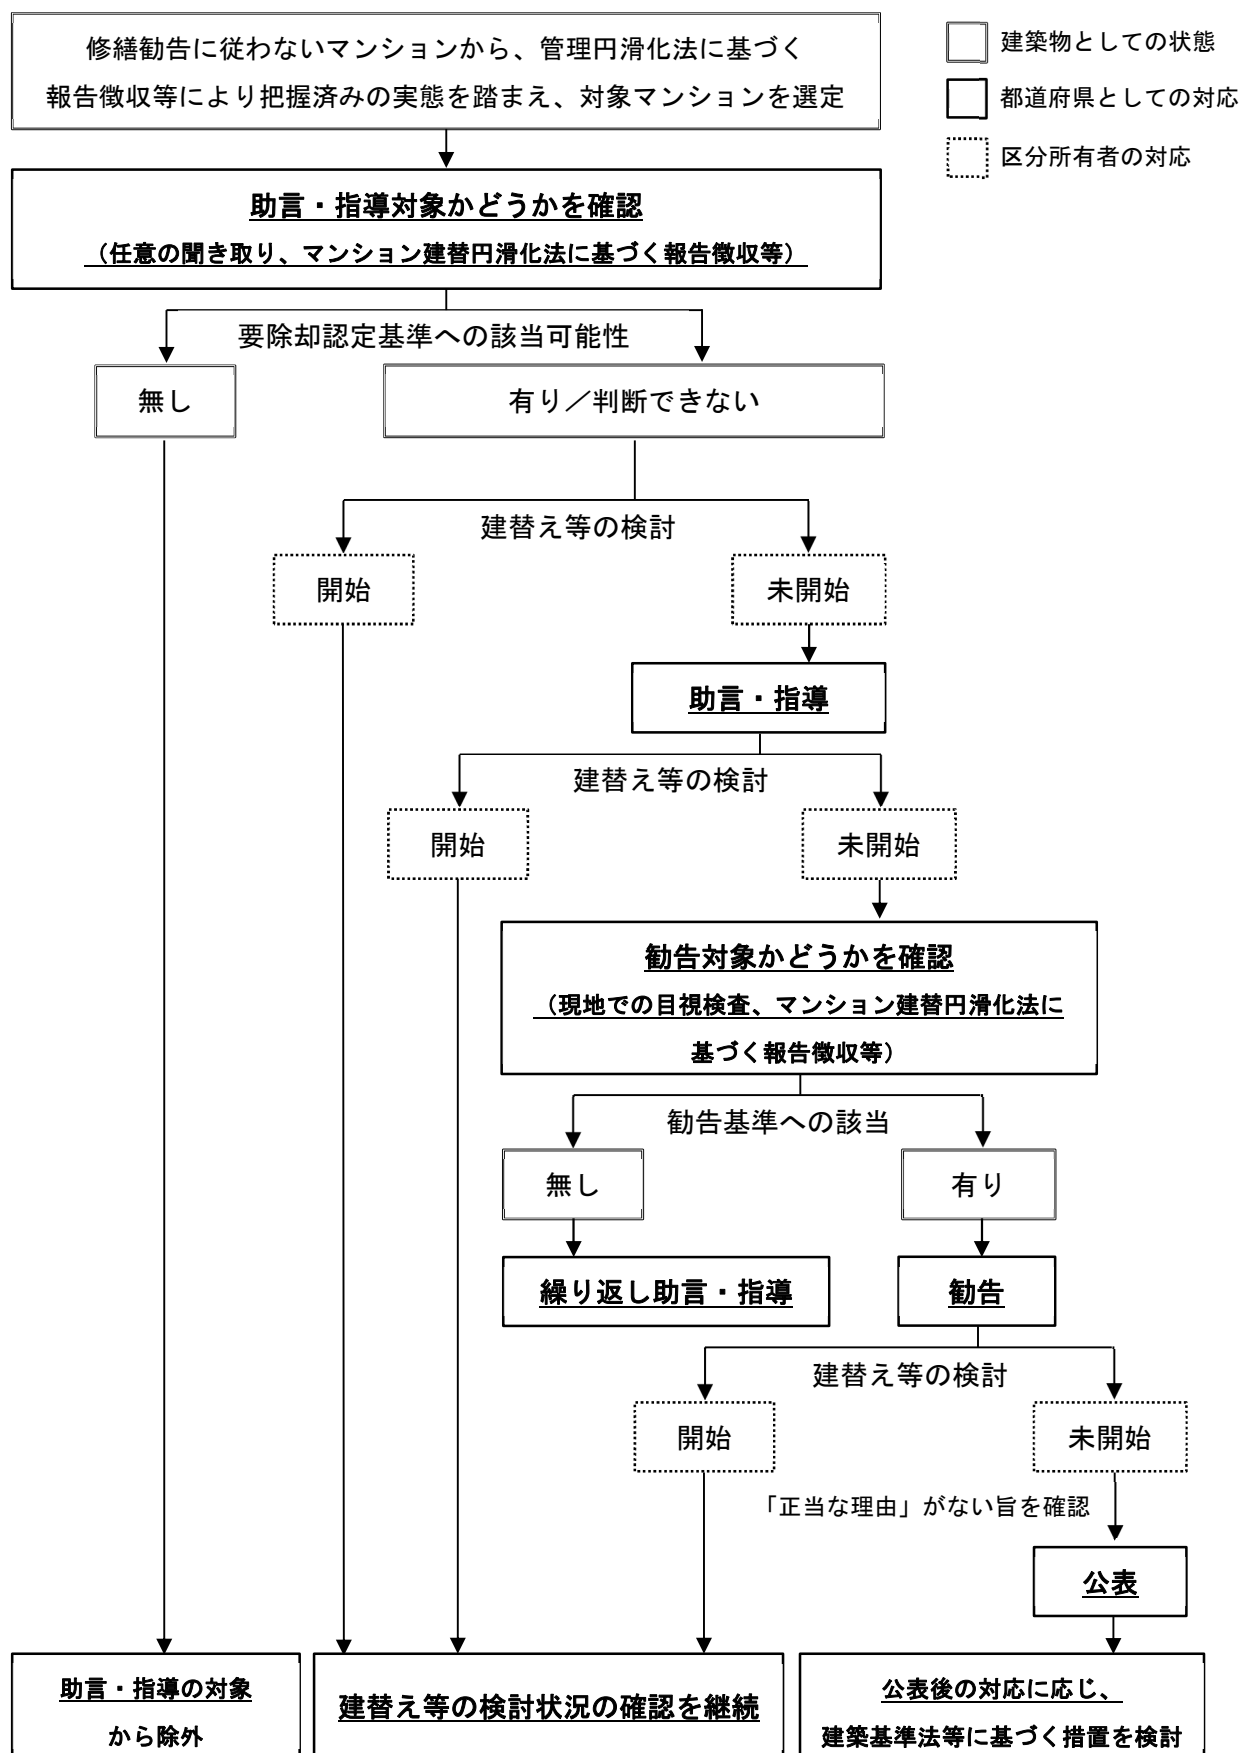 修繕勧告に従わないマンションから、管理円滑化法に基づく
報告徴収等により把握済みの実態を踏まえ、対象マンションを選定
建築物としての状態
都道府県としての対応
区分所有者の対応
助言・指導対象かどうかを確認
（任意の聞き取り、マンション建替円滑化法に基づく報告徴収等）
要除却認定基準への該当可能性
無し
有り／判断できない
建替え等の検討
開始
未開始
助言・指導
建替え等の検討
開始
未開始
勧告対象かどうかを確認
（現地での目視検査、マンション建替円滑化法に
基づく報告徴収等）
勧告基準への該当
無し
有り
繰り返し助言・指導
勧告
建替え等の検討
開始
未開始
「正当な理由」がない旨を確認
公表
助言・指導の対象
から除外
建替え等の検討状況の確認を継続
公表後の対応に応じ、
建築基準法等に基づく措置を検討